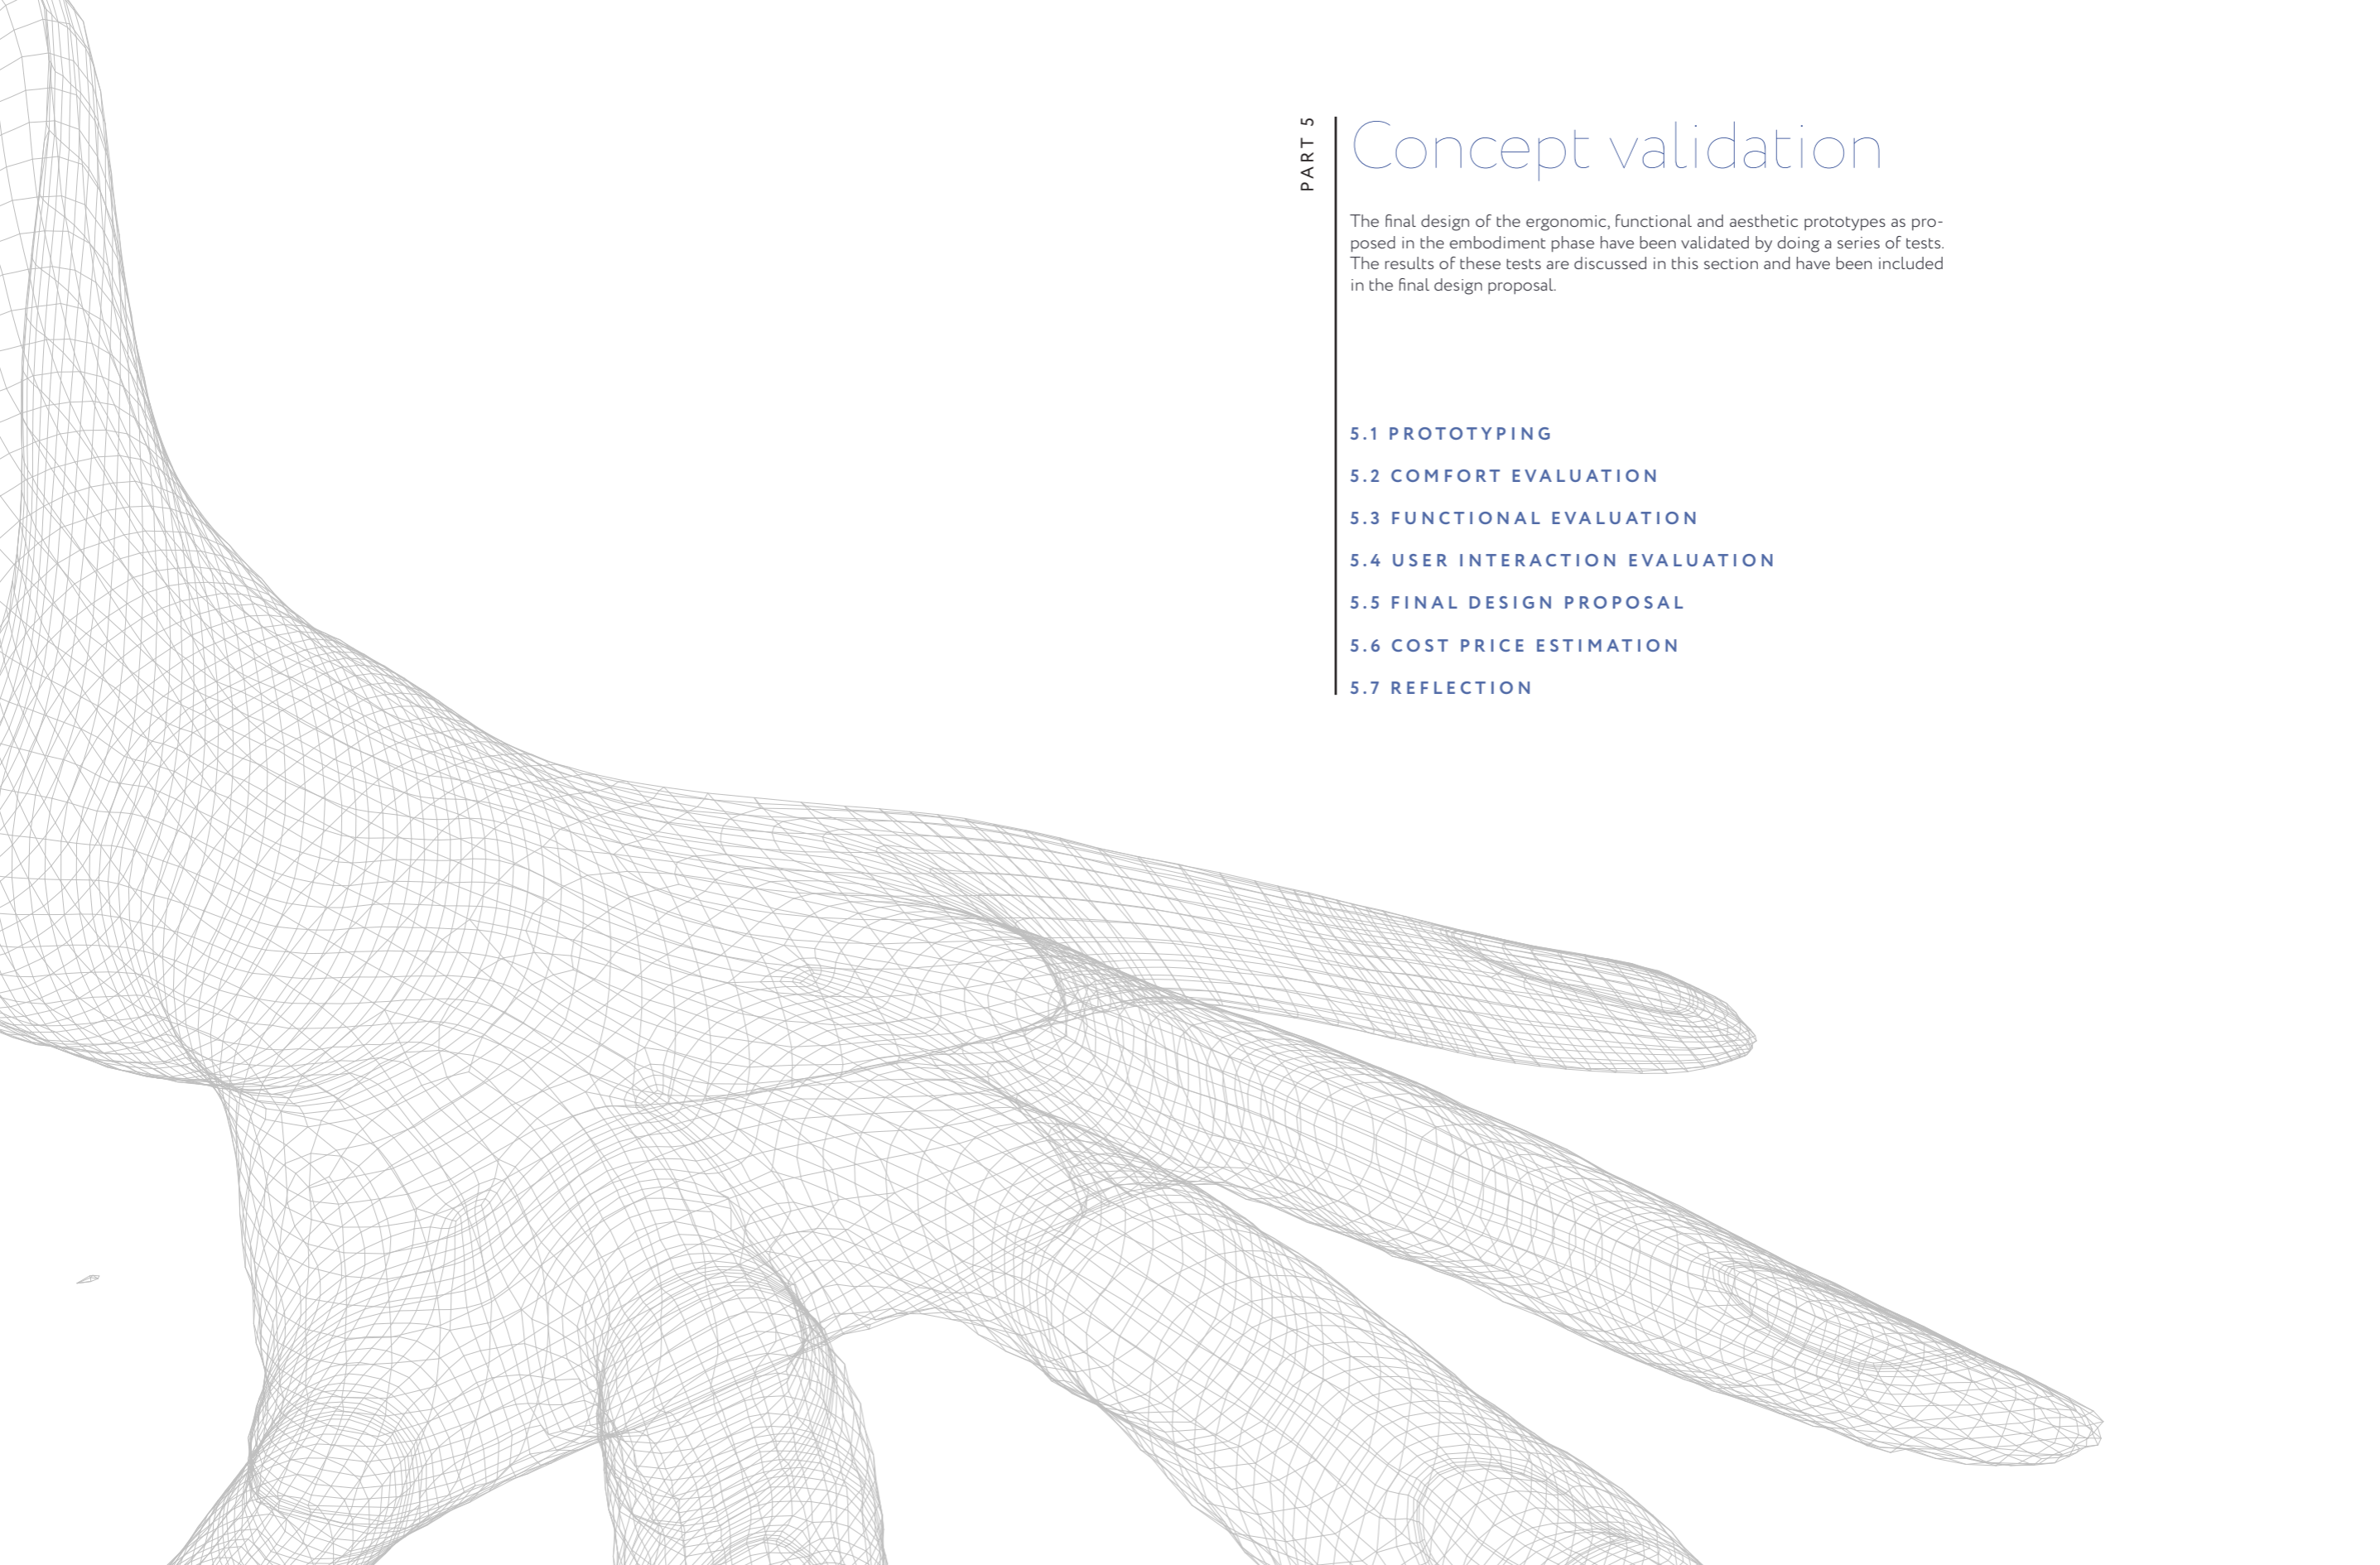 PART 5
Concept validation
The final design of the ergonomic, functional and aesthetic prototypes as pro-
posed in the embodiment phase have been validated by doing a series of tests.
The results of these tests are discussed in this section and have been included
in the final design proposal.
5.1 PROTOTYPING
5.2 COMFORT EVALUATION
5.3 FUNCTIONAL EVALUATION
5.4 USER INTERACTION EVALUATION
5.5 FINAL DESIGN PROPOSAL
5.6 COST PRICE ESTIMATION
5.7 REFLECTION